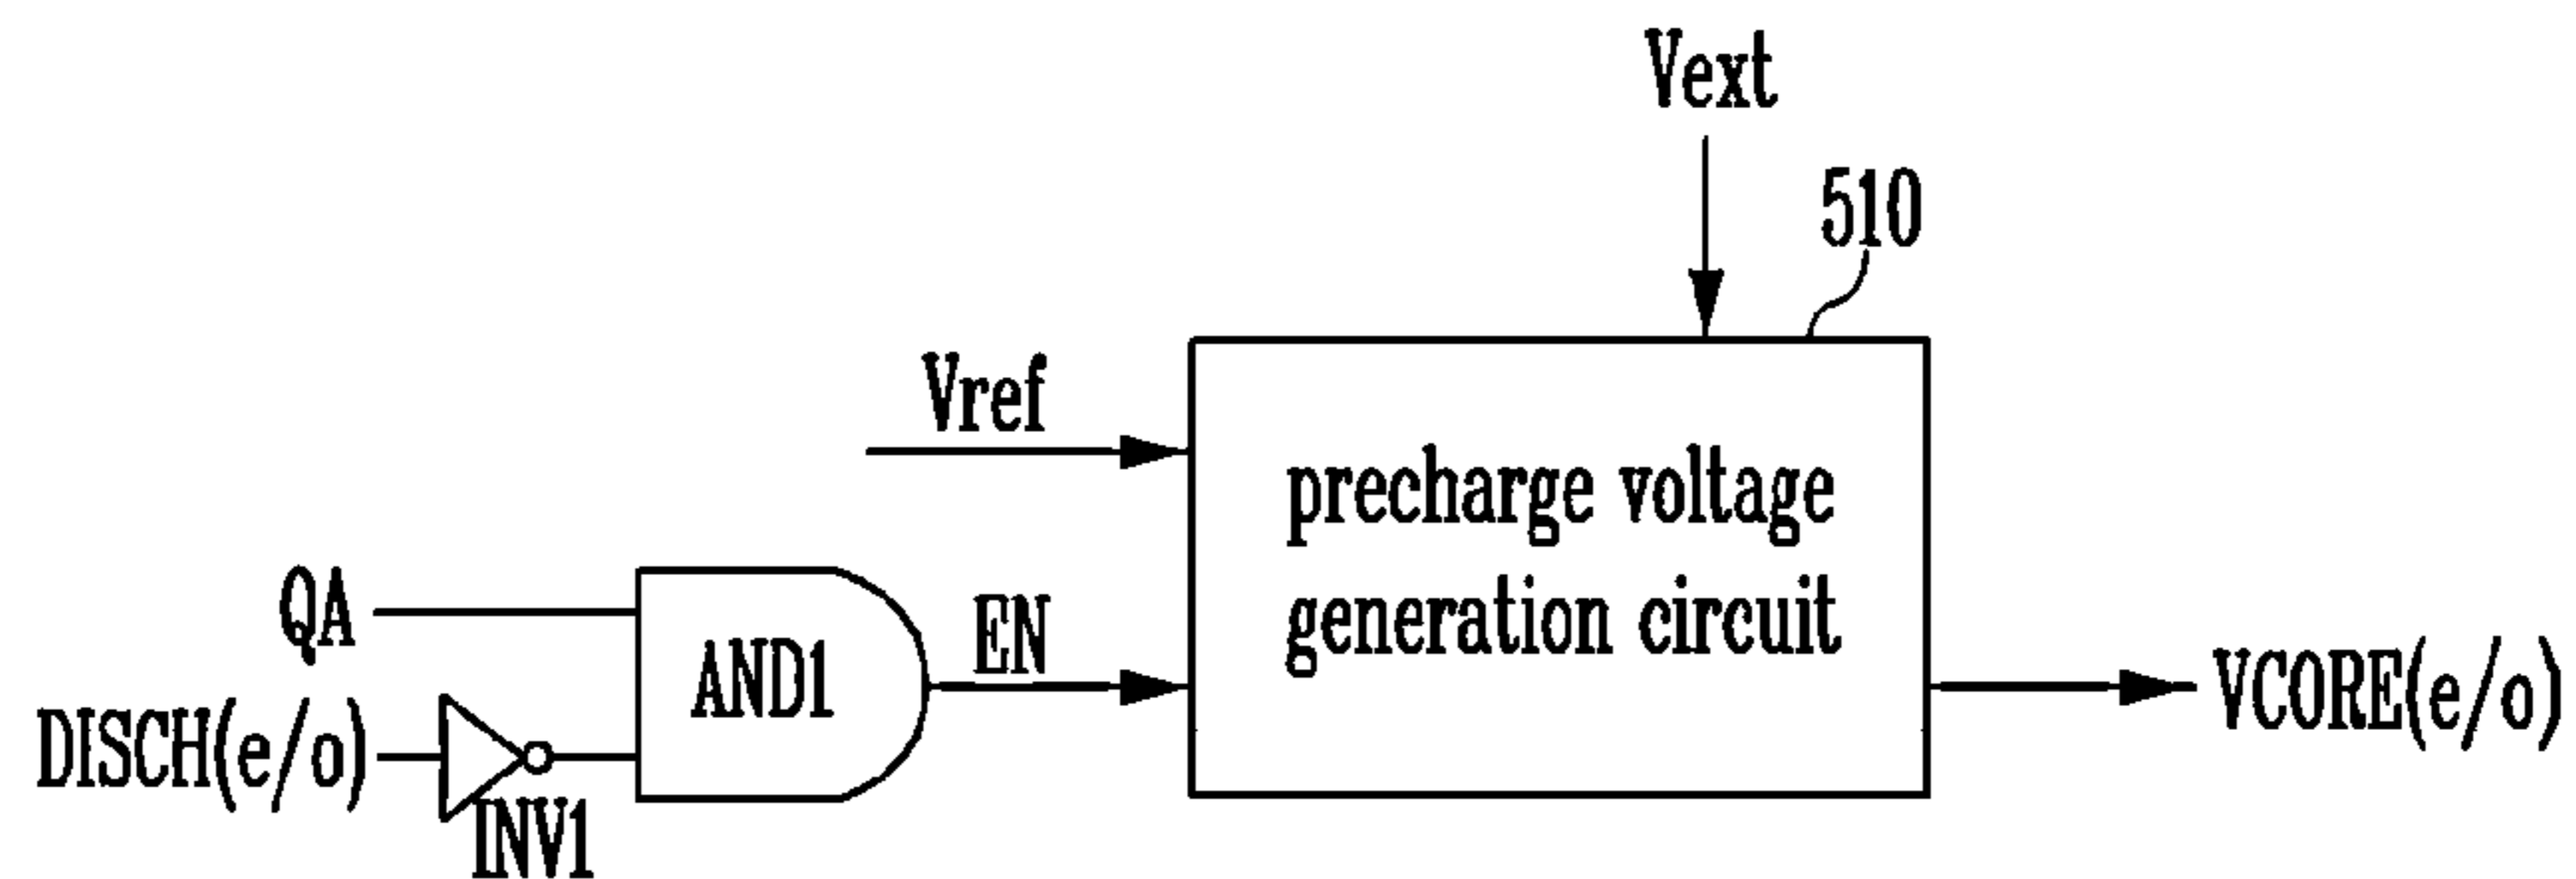 Vext
510
Vref
precharge voltage
generation circuit
QA
AND1
EN
DISCH(e/o)
INV1
VCORE(e/o)